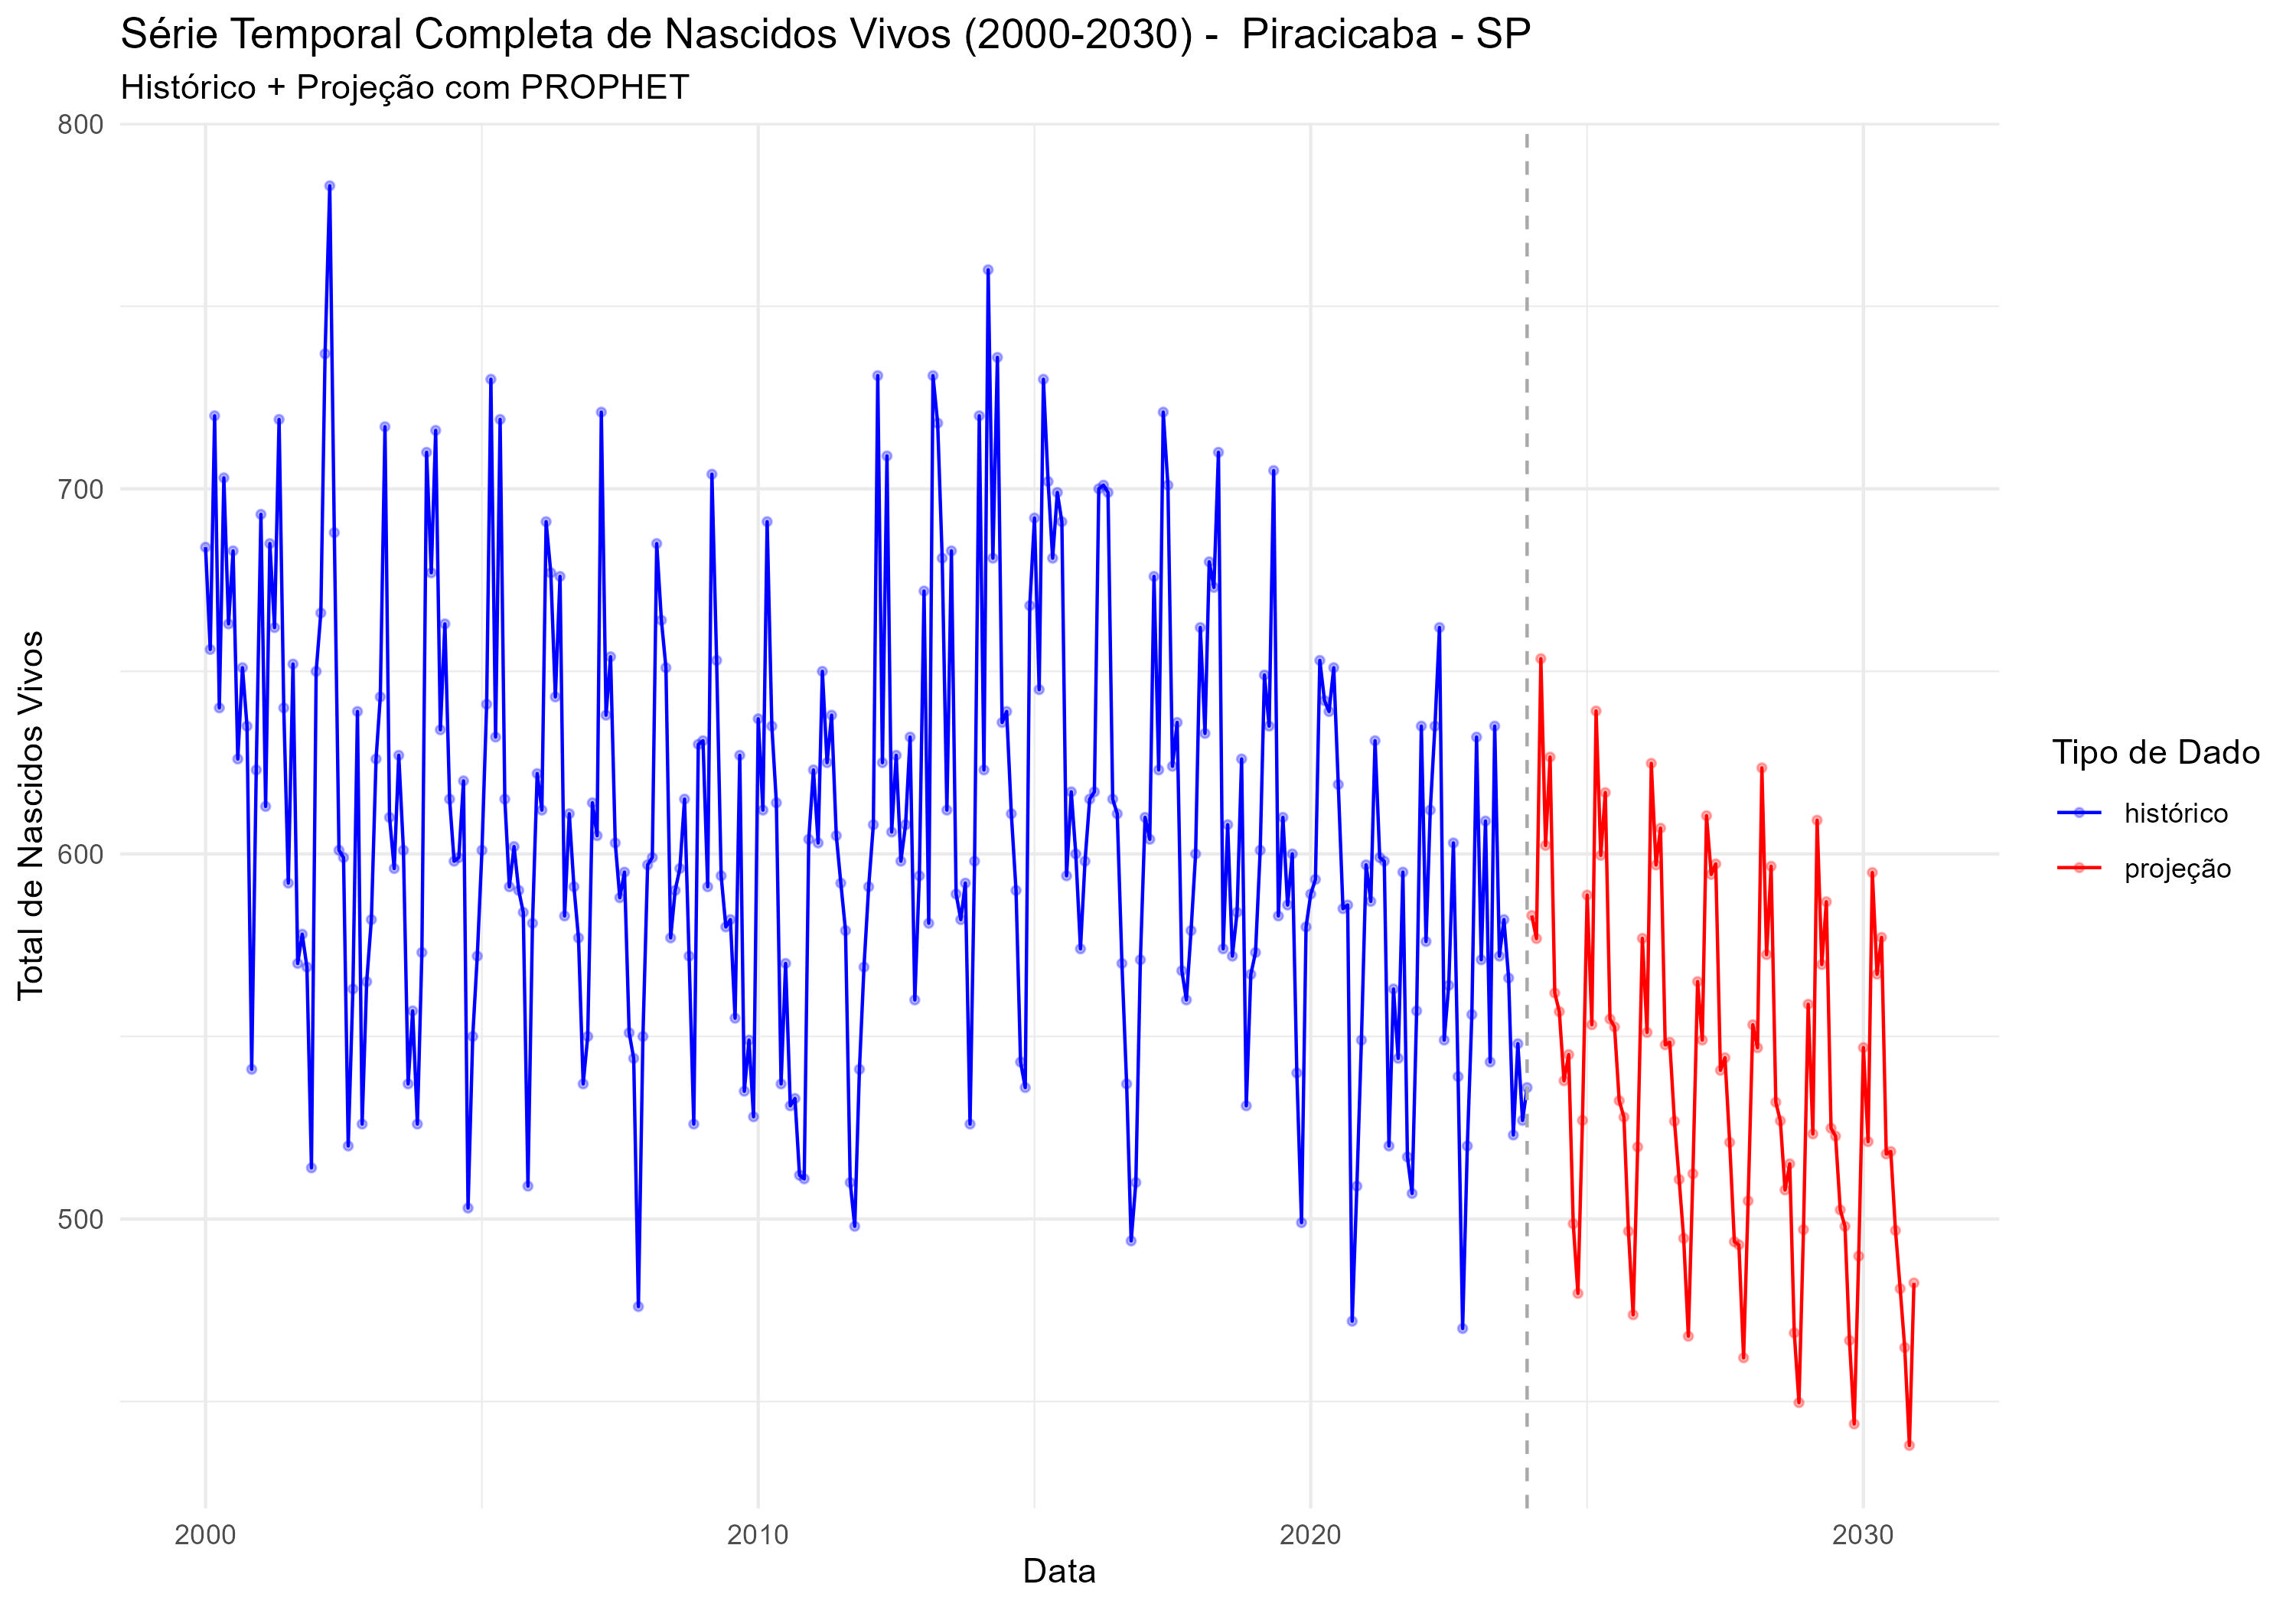 Série Temporal Completa de Nascidos Vivos (2000-2030) -  Piracicaba - SP
Histórico + Projeção com PROPHET
800
700
600
500
Total de Nascidos Vivos
2000
2010
2020
2030
Data
Tipo de Dado
histórico
projeção